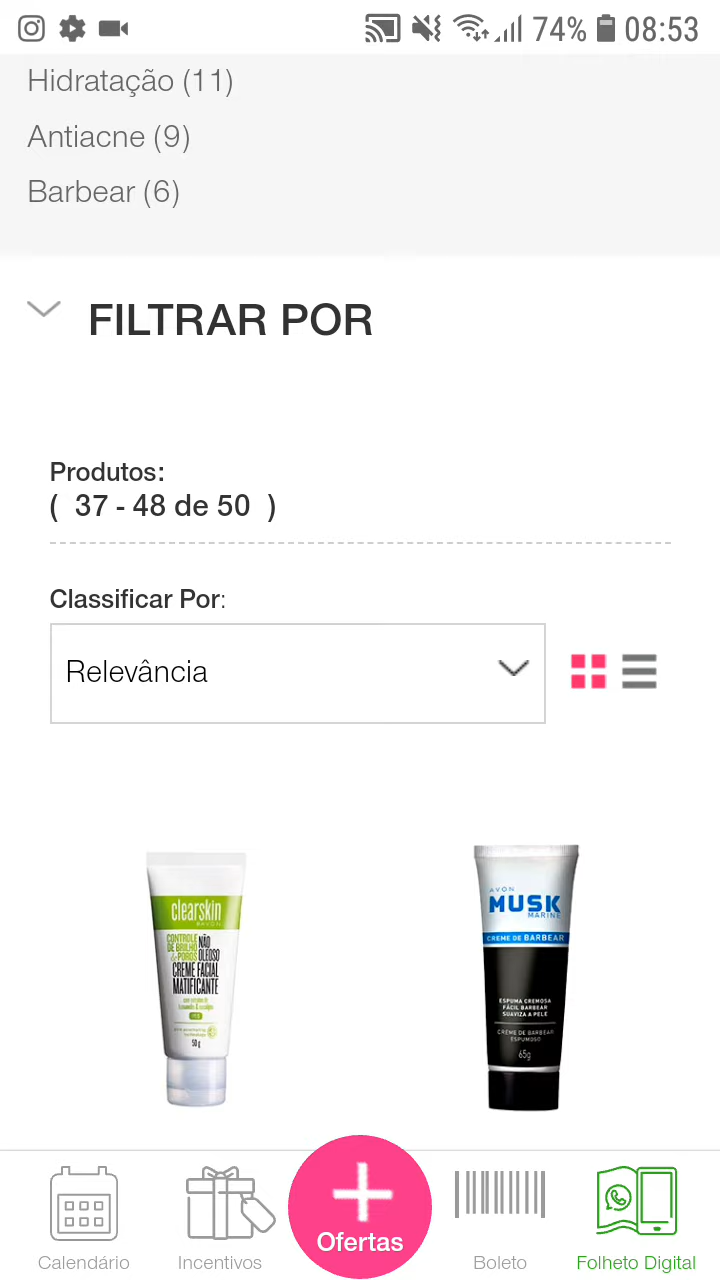 74% 08:53
Hidratação (11)
Antiacne (9)
Barbear (6)
FILTRAR POR
Produtos:
( 37 - 48 de 50 )
Classificar Por:
Relevância
clearskin
AVON
CONTROLE
DE BRILHO
& POROS
NÃO
OLEOSO
CREME FACIAL
MATIFICANTE
50 g
AVON
MUSK
MARINE
CREME DE BARBEAR
ESPUMA CREMOSA
FÁCIL BARBEAR
SUAVIZA A PELE
CREME DE BARBEAR
ESPUMOSO
65g
Calendário
Incentivos
Ofertas
Boleto
Folheto Digital